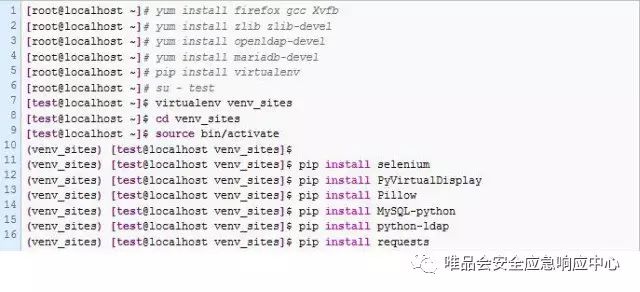 1 [root@localhost ~]# yum install firefox gcc Xvfb
2 [root@localhost ~]# yum install zlib zlib-devel
3 [root@localhost ~]# yum install openldap-devel
4 [root@localhost ~]# yum install mariadb-devel
5 [root@localhost ~]# pip install virtualenv
6 [root@localhost ~]# su - test
7 [test@localhost ~]$ virtualenv venv_sites
8 [test@localhost ~]$ cd venv_sites
9 [test@localhost ~]$ source bin/activate
10 (venv_sites) [test@localhost venv_sites]$
11 (venv_sites) [test@localhost venv_sites]$ pip install selenium
12 (venv_sites) [test@localhost venv_sites]$ pip install PyVirtualDisplay
13 (venv_sites) [test@localhost venv_sites]$ pip install Pillow
14 (venv_sites) [test@localhost venv_sites]$ pip install MySQL-python
15 (venv_sites) [test@localhost venv_sites]$ pip install python-ldap
16 (venv_sites) [test@localhost venv_sites]$ pip install requests
唯品会安全应急响应中心